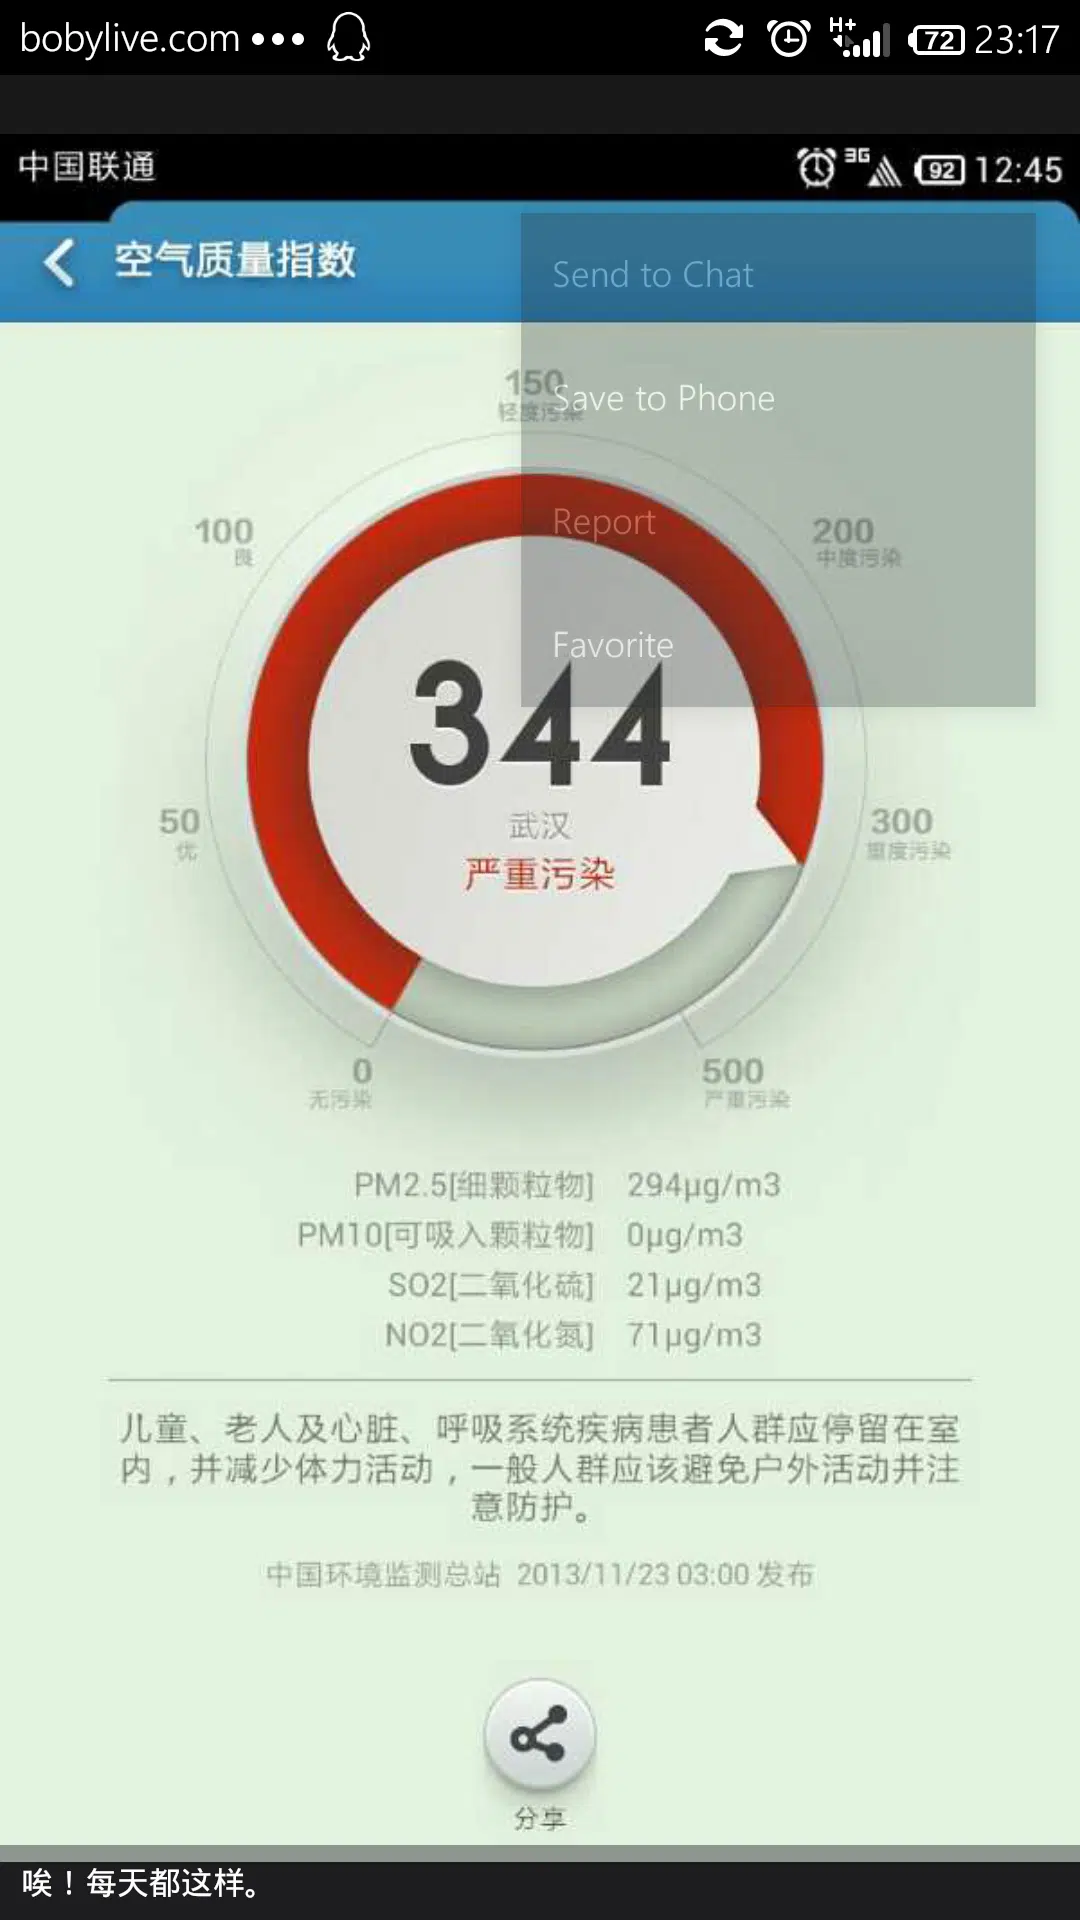 bobylive.com ••• H+ 72 23:17
中国联通 3G 92 12:45
空气质量指数
Send to Chat
Save to Phone
Report
Favorite
150
轻度污染
100
良
200
中度污染
344
武汉
严重污染
50
优
300
重度污染
0
无污染
500
严重污染
PM2.5[细颗粒物] 294μg/m3
PM10[可吸入颗粒物] 0μg/m3
SO2[二氧化硫] 21μg/m3
NO2[二氧化氮] 71μg/m3
儿童、老人及心脏、呼吸系统疾病患者人群应停留在室
内，并减少体力活动，一般人群应该避免户外活动并注
意防护。
中国环境监测总站 2013/11/23 03:00 发布
分享
唉！每天都这样。